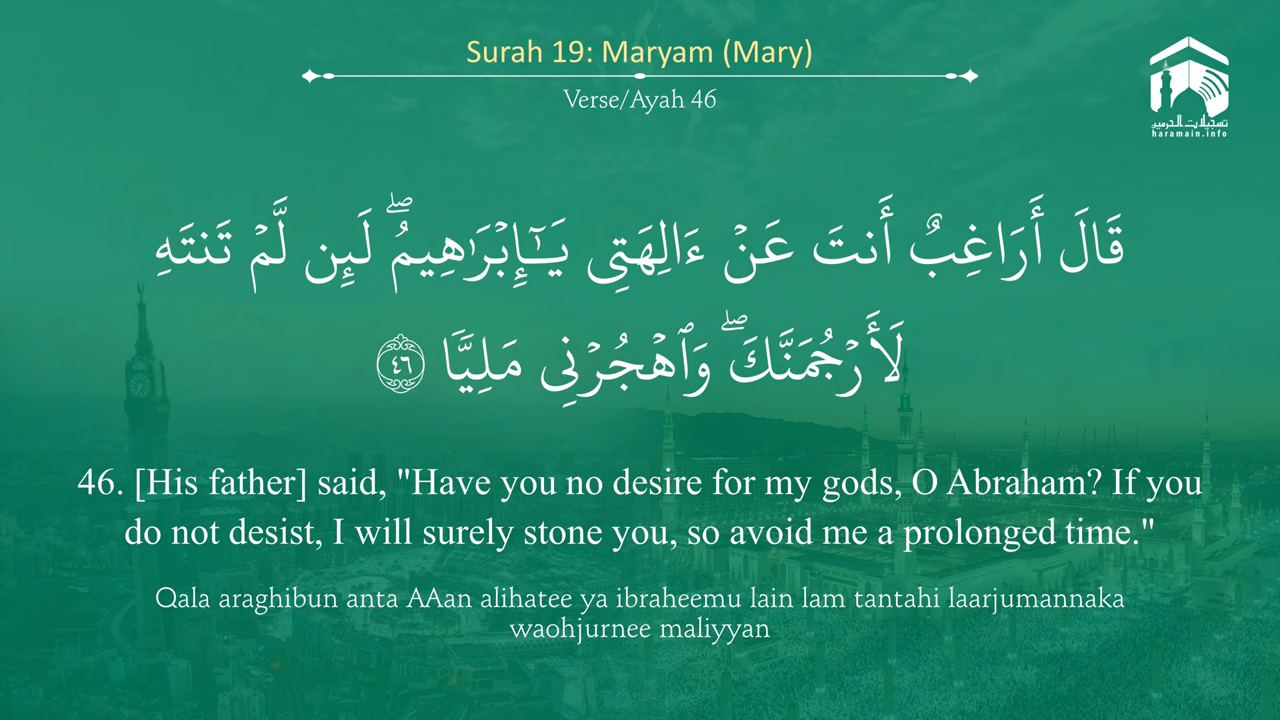 Surah 19: Maryam (Mary)
Verse/Ayah 46
تسجيلات الحرمين
haramain.info
قَالَ أَرَاغِبٌ أَنتَ عَنْ ءَالِهَتِى يَـٰٓإِبْرَٰهِيمُ ۖ لَئِن لَّمْ تَنتَهِ
لَأَرْجُمَنَّكَ ۖ وَٱهْجُرْنِى مَلِيًّا ٤٦
46. [His father] said, "Have you no desire for my gods, O Abraham? If you
do not desist, I will surely stone you, so avoid me a prolonged time."
Qala araghibun anta AAan alihatee ya ibraheemu lain lam tantahi laarjumannaka
waohjurnee maliyyan